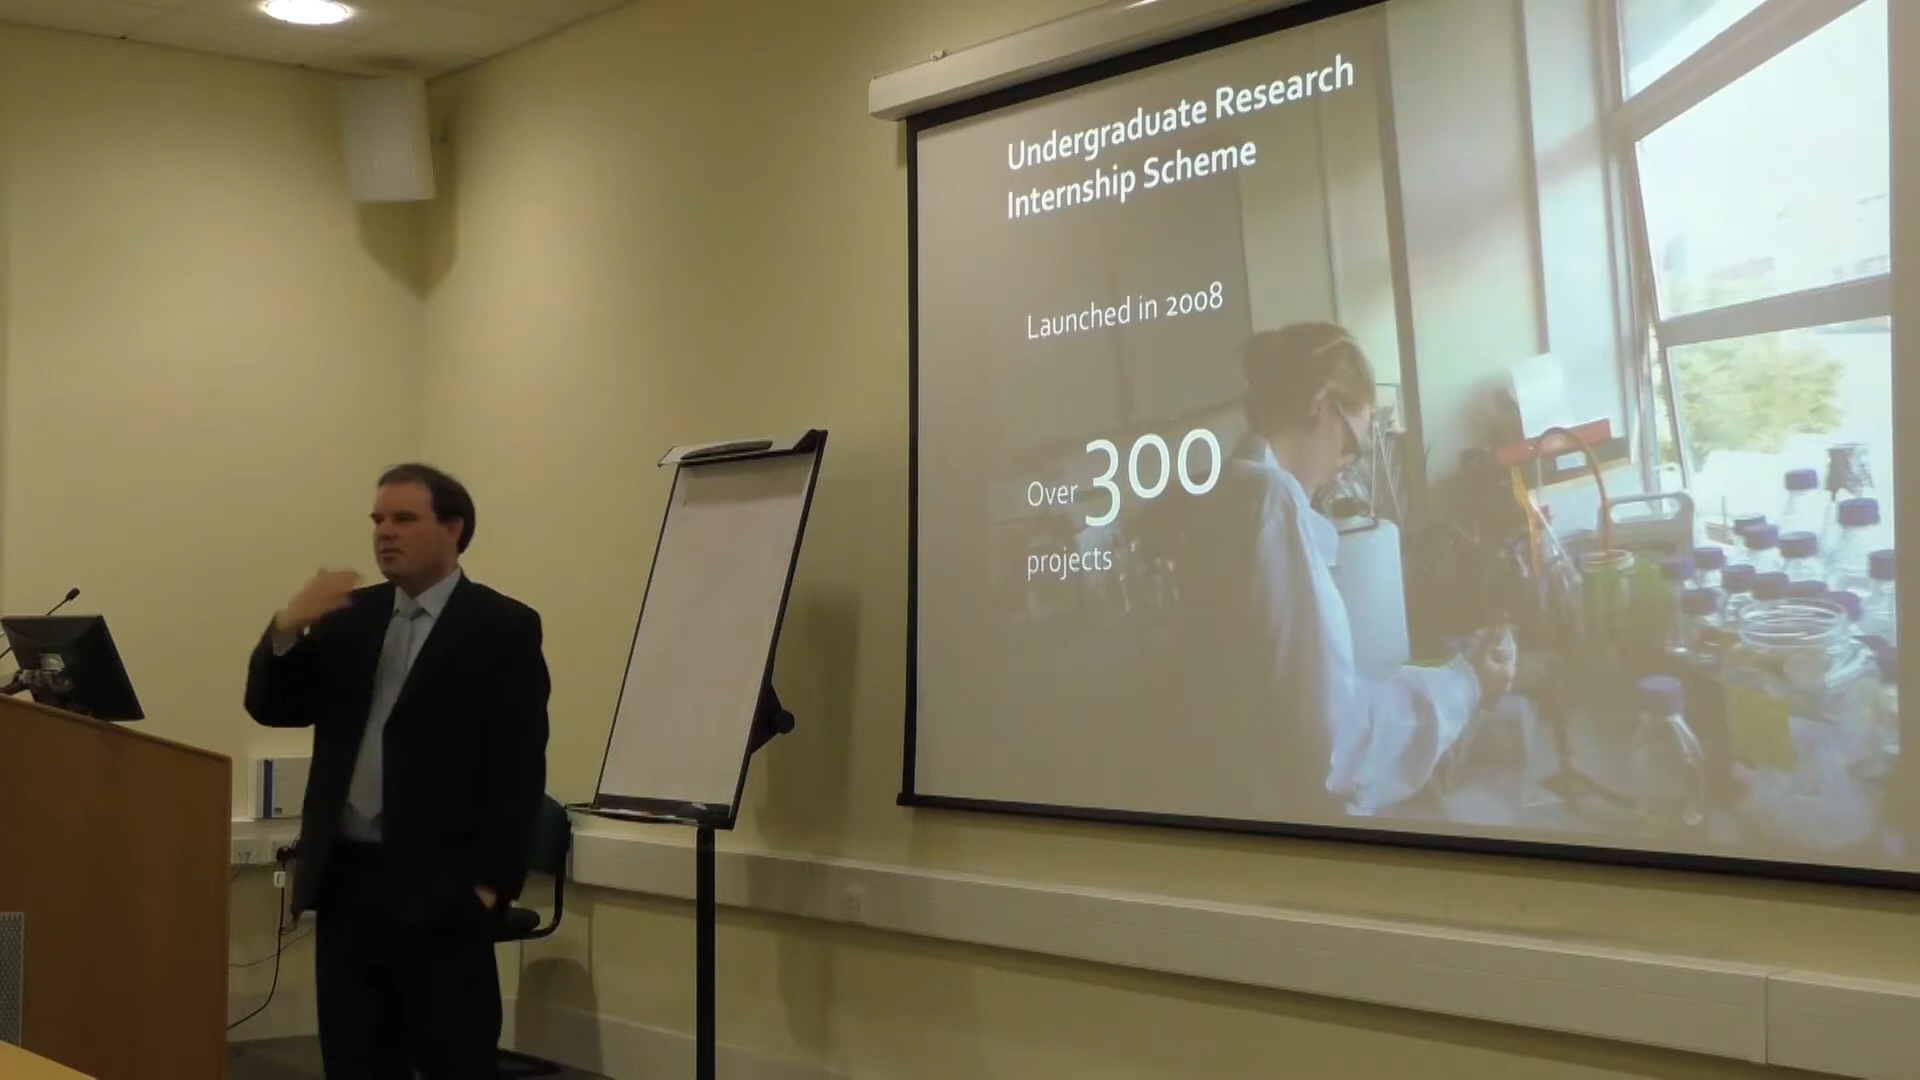 Undergraduate Research
Internship Scheme
Launched in 2008
Over 300
projects